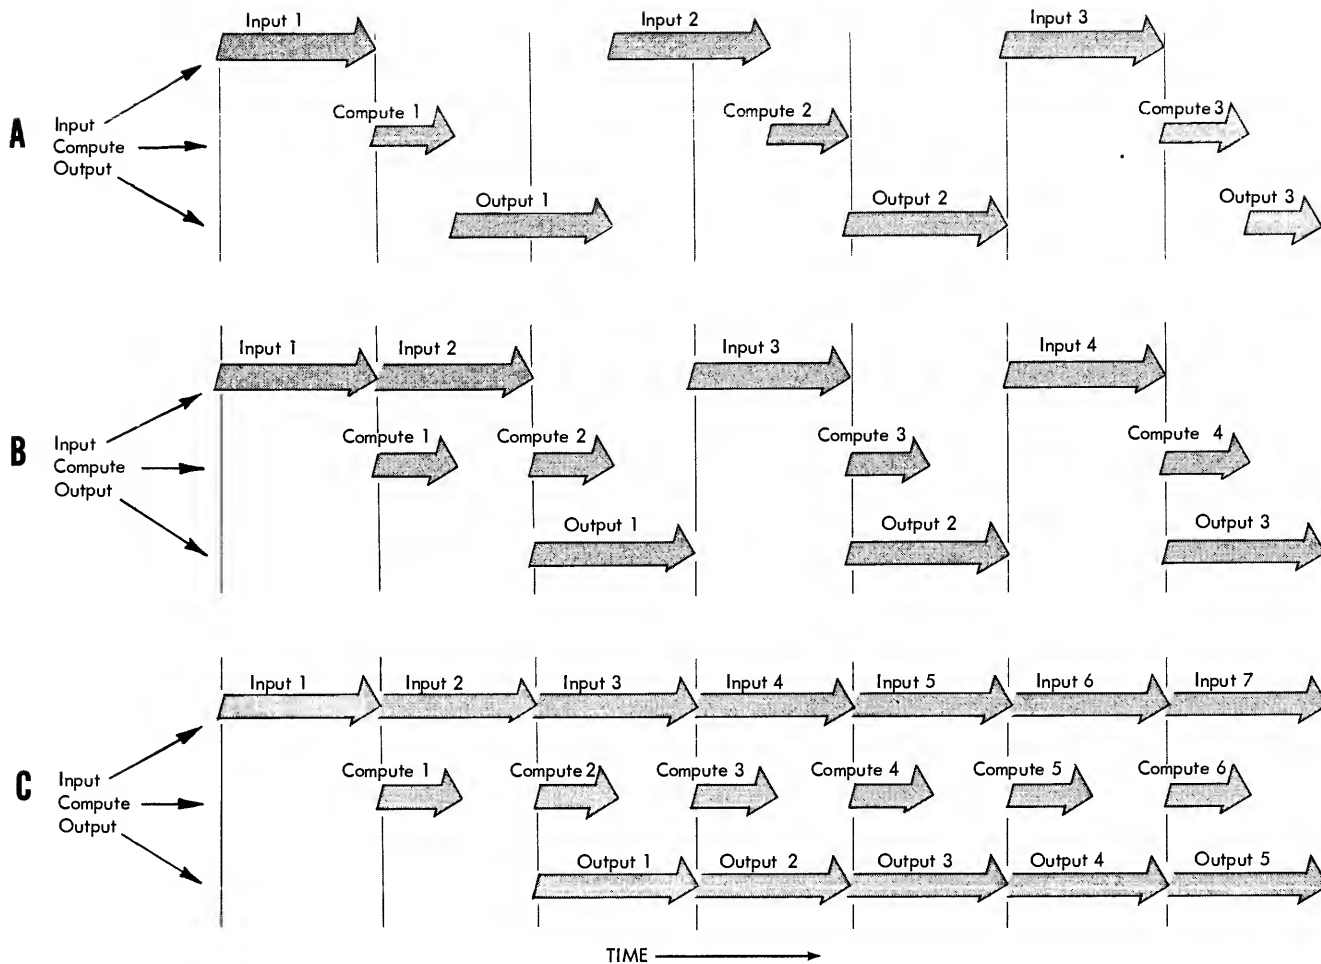 Input 1 Input 2 Input 3
Compute 1 Compute 2 Compute 3
A
Input
Compute
Output
Output 1 Output 2 Output 3
Input 1 Input 2 Input 3 Input 4
Compute 1 Compute 2 Compute 3 Compute 4
B
Input
Compute
Output
Output 1 Output 2 Output 3
Input 1 Input 2 Input 3 Input 4 Input 5 Input 6 Input 7
Compute 1 Compute 2 Compute 3 Compute 4 Compute 5 Compute 6
C
Input
Compute
Output
Output 1 Output 2 Output 3 Output 4 Output 5
TIME